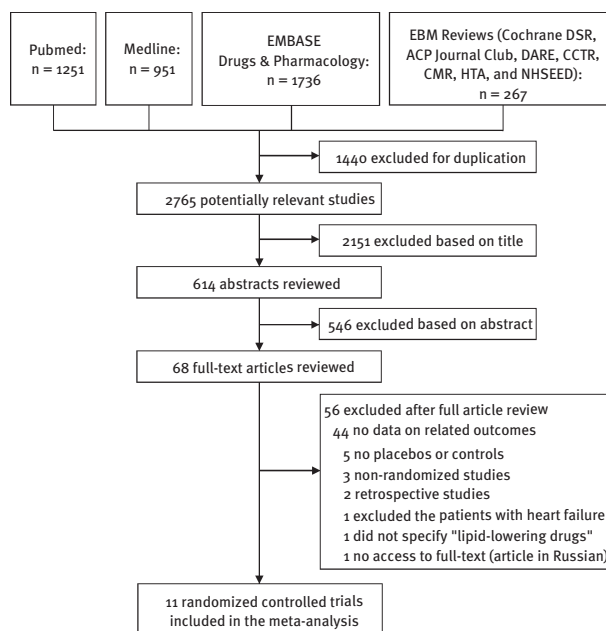 Pubmed:
n = 1251
Medline:
n = 951
EMBASE
Drugs & Pharmacology:
n = 1736
EBM Reviews (Cochrane DSR,
ACP Journal Club, DARE, CCTR,
CMR, HTA, and NHSEED):
n = 267
1440 excluded for duplication
2765 potentially relevant studies
2151 excluded based on title
614 abstracts reviewed
546 excluded based on abstract
68 full-text articles reviewed
56 excluded after full article review
44 no data on related outcomes
5 no placebos or controls
3 non-randomized studies
2 retrospective studies
1 excluded the patients with heart failure
1 did not specify "lipid-lowering drugs"
1 no access to full-text (article in Russian)
11 randomized controlled trials
included in the meta-analysis